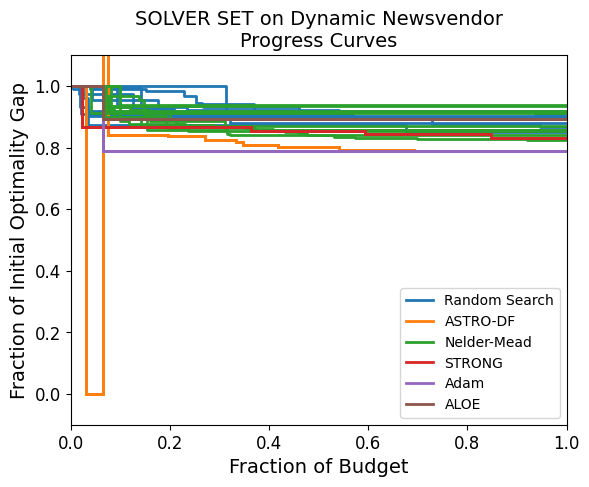 SOLVER SET on Dynamic Newsvendor
Progress Curves
Fraction of Initial Optimality Gap
1.0
0.8
0.6
0.4
0.2
0.0
Random Search
ASTRO-DF
Nelder-Mead
STRONG
Adam
ALOE
0.0
0.2
0.4
0.6
0.8
1.0
Fraction of Budget